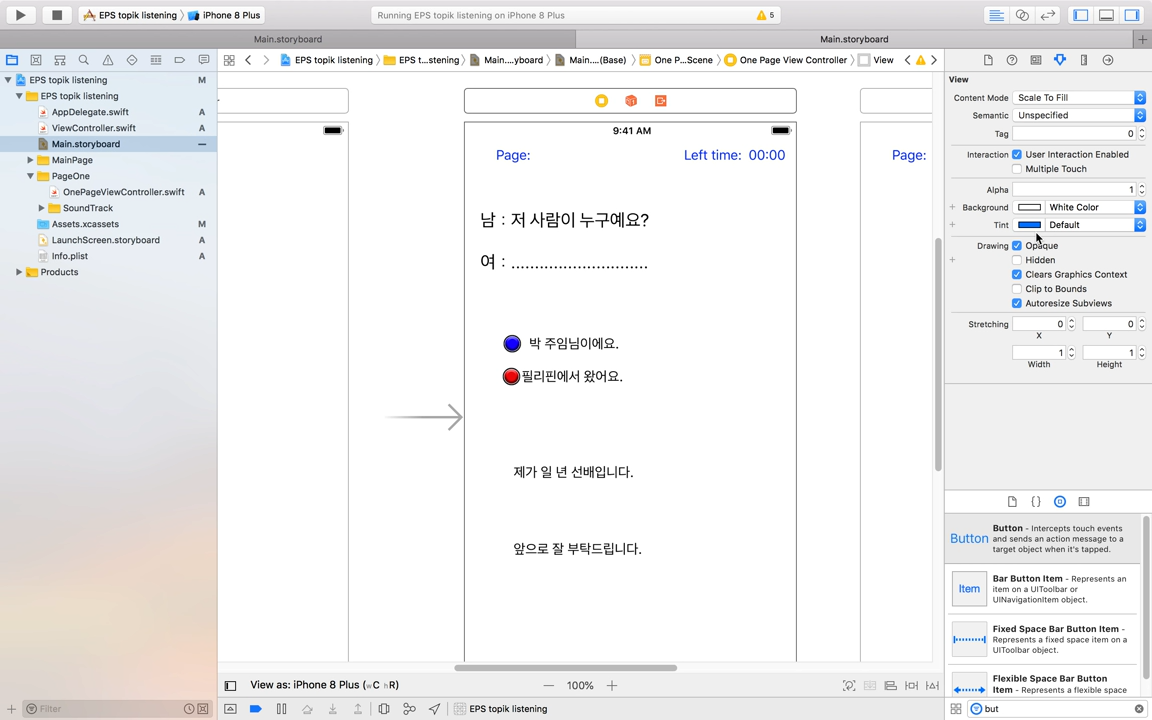 EPS topik listening iPhone 8 Plus Running EPS topik listening on iPhone 8 Plus 5
Main.storyboard Main.storyboard
EPS topik listening EPS t...stening Main....yboard Main....(Base) One P...Scene One Page View Controller View
EPS topik listening M
EPS topik listening
AppDelegate.swift A
ViewController.swift A
Main.storyboard
MainPage
PageOne
OnePageViewController.swift A
SoundTrack
Assets.xcassets M
LaunchScreen.storyboard A
Info.plist A
Products
Filter
9:41 AM
Page: Left time: 00:00
Page:
남 : 저 사람이 누구예요?
여 : .............................
박 주임님이에요.
필리핀에서 왔어요.
제가 일 년 선배입니다.
앞으로 잘 부탁드립니다.
View as: iPhone 8 Plus (wC hR) 100%
EPS topik listening
View
Content Mode Scale To Fill
Semantic Unspecified
Tag 0
Interaction User Interaction Enabled
Multiple Touch
Alpha 1
Background White Color
Tint Default
Drawing Opaque
Hidden
Clears Graphics Context
Clip to Bounds
Autoresize Subviews
Stretching 0 0
X Y
1 1
Width Height
Button
Button - Intercepts touch events
and sends an action message to a
target object when it's tapped.
Item
Bar Button Item - Represents an
item on a UIToolbar or
UINavigationItem object.
Fixed Space Bar Button Item -
Represents a fixed space item on a
UIToolbar object.
Flexible Space Bar Button
Item - Represents a flexible space
but